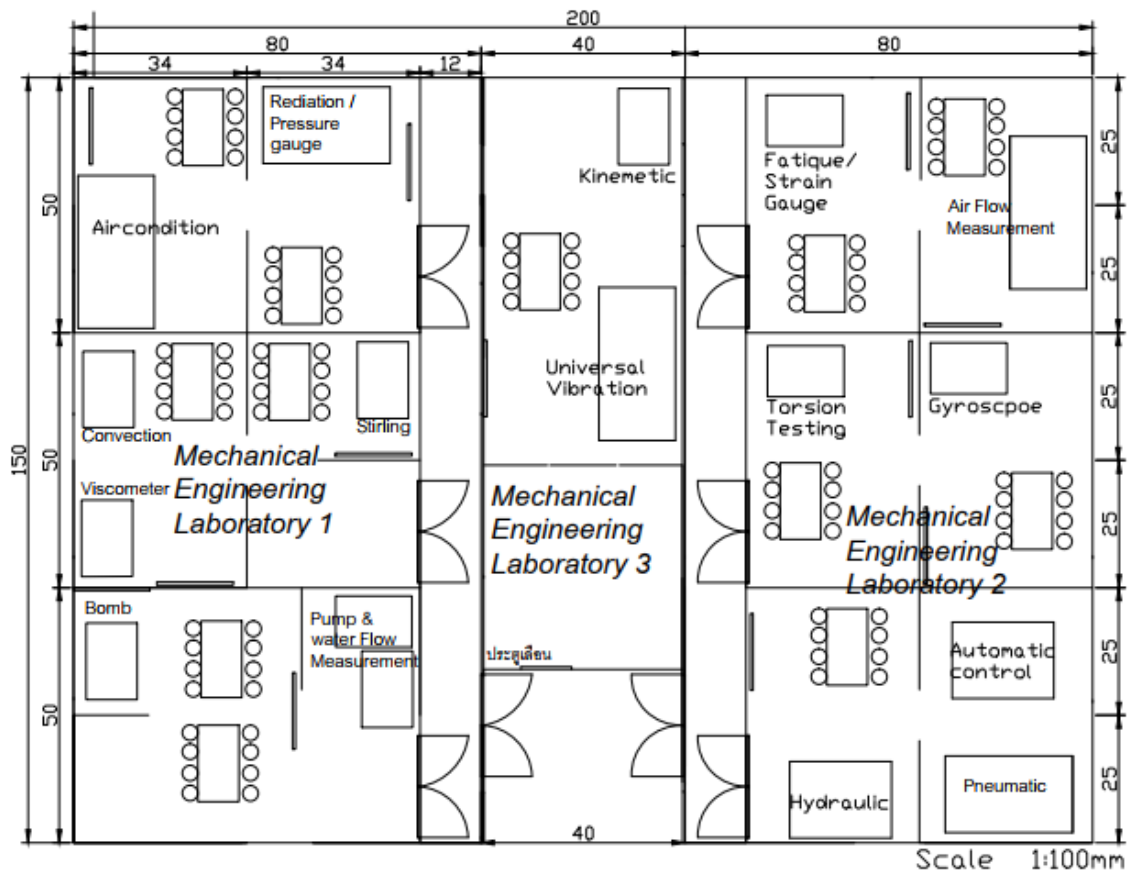 200
80
40
80
34
34
12
Rediation /
Pressure
gauge
Kinemetic
Fatique/
Strain
Gauge
Air Flow
Measurement
25
50
Aircondition
25
Universal
Vibration
Torsion
Testing
Gyroscpoe
25
150
50
Convection
Stirling
Mechanical
Engineering
Laboratory 1
Viscometer
Mechanical
Engineering
Laboratory 3
Mechanical
Engineering
Laboratory 2
25
Bomb
Pump &
water Flow
Measurement
ประตูเลื่อน
Automatic
control
25
50
Hydraulic
Pneumatic
25
40
Scale 1:100mm